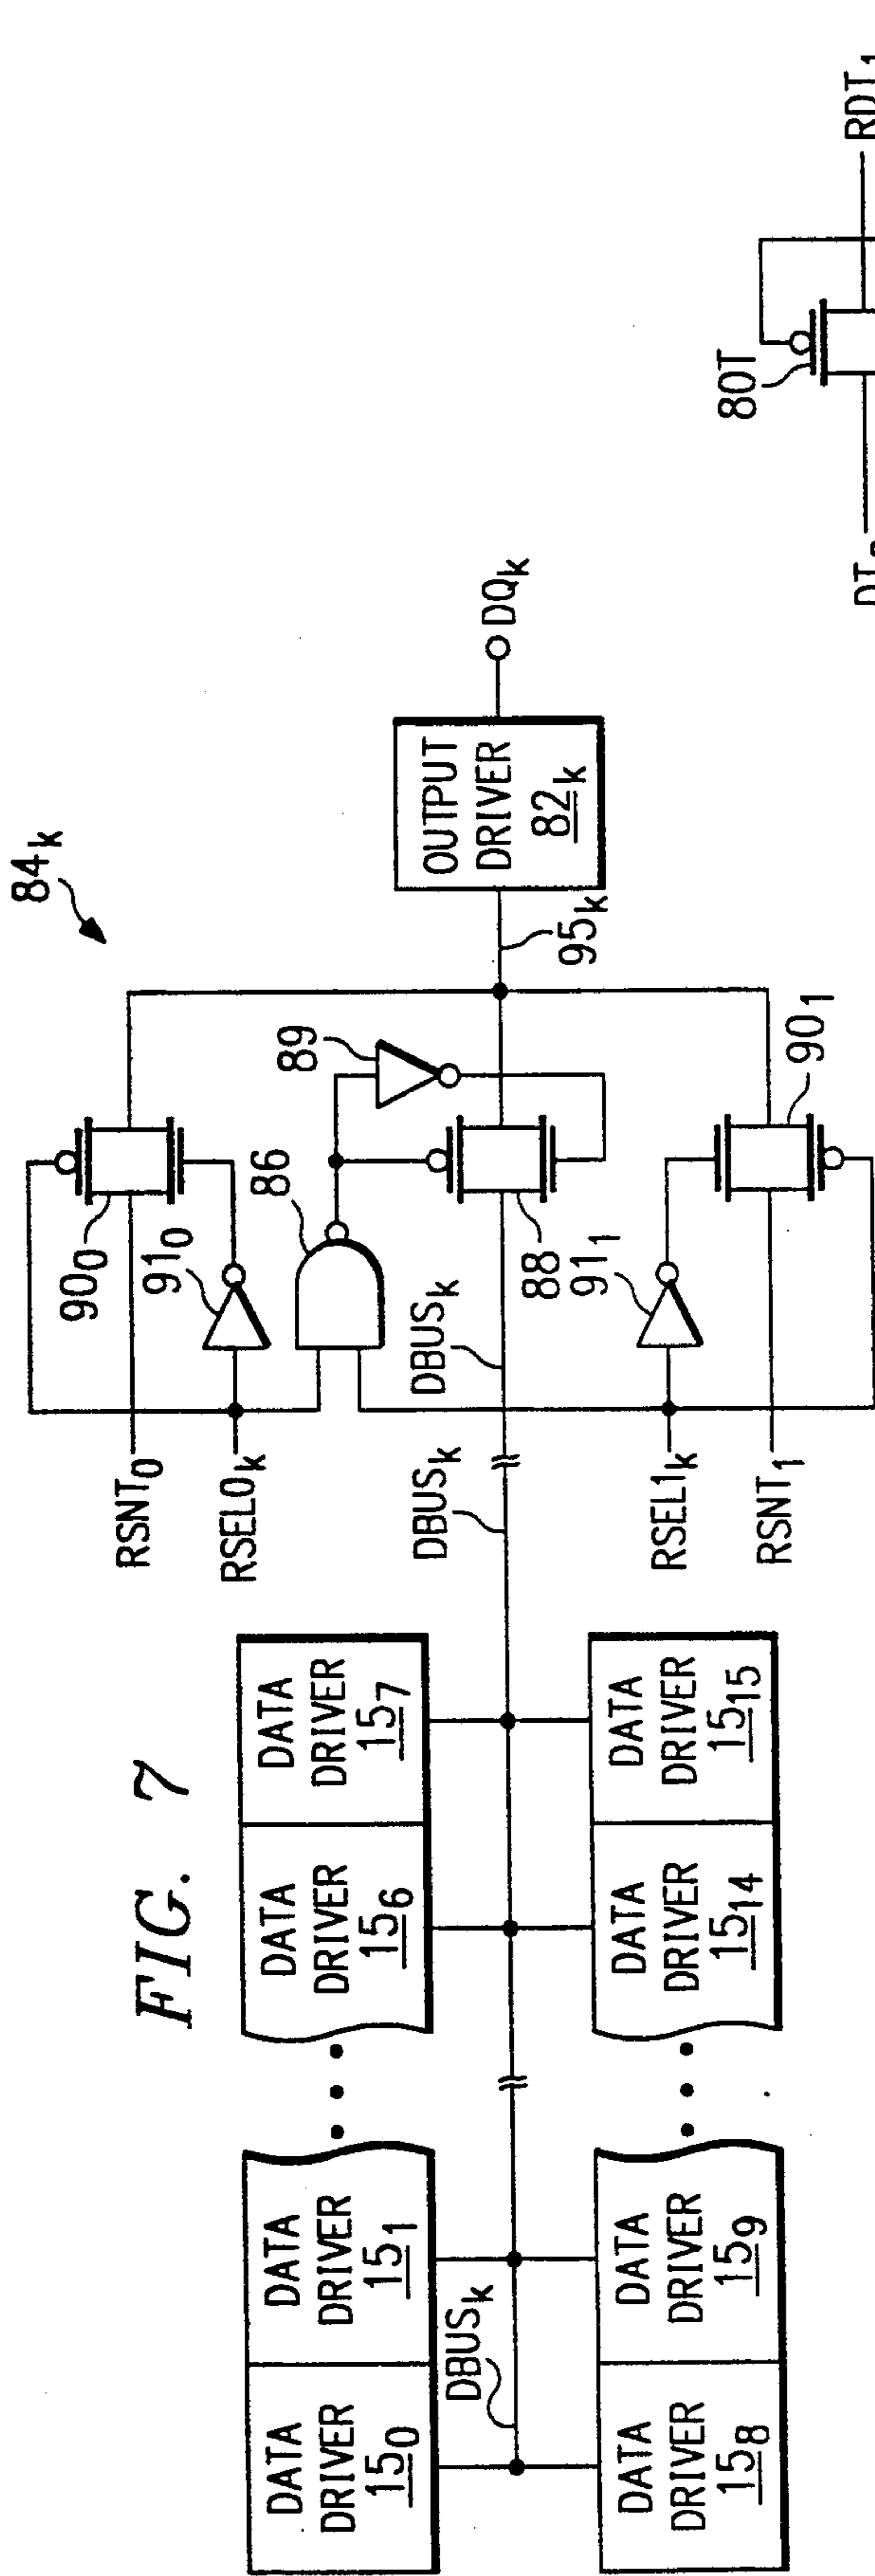 FIG. 7
84k
DATA DRIVER 15₀
DATA DRIVER 15₁
DATA DRIVER 15₆
DATA DRIVER 15₇
RSNT₀
RSEL0k
90₀
91₀
86
89
DBUSk
DBUSk
DBUSk
88
91₁
90₁
95k
OUTPUT DRIVER 82k
DQk
RSEL1k
RSNT₁
DATA DRIVER 15₈
DATA DRIVER 15₉
DATA DRIVER 15₁₄
DATA DRIVER 15₁₅
80T
RDT₁